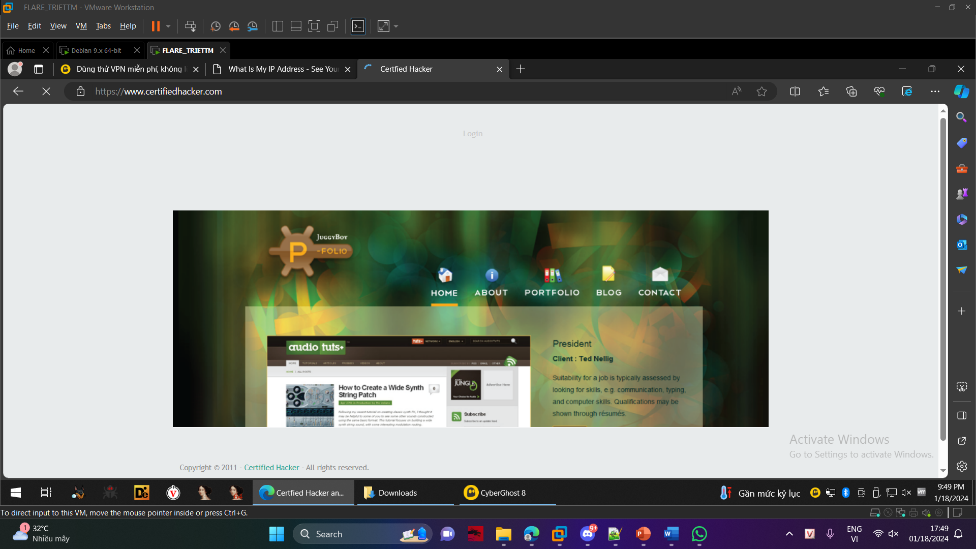 FLARE_TRIETTM - VMware Workstation
File Edit View VM Tabs Help
Home
Debian 9.x 64-bit
FLARE_TRIETTM
Dùng thử VPN miễn phí, không
What Is My IP Address - See You
Certfied Hacker
https://www.certifiedhacker.com
Login
JUGGYBOY
P
-FOLIO
HOME ABOUT PORTFOLIO BLOG CONTACT
audio tuts+
How to Create a Wide Synth
String Patch
JUNGLE
Subscribe
President
Client : Ted Nellig
Suitability for a job is typically assessed by
looking for skills, e.g. communication, typing,
and computer skills. Qualifications may be
shown through résumés.
Copyright © 2011 - Certified Hacker - All rights reserved.
Activate Windows
Go to Settings to activate Windows.
Certfied Hacker an...
Downloads
CyberGhost 8
Gần mức kỷ lục
9:49 PM
1/18/2024
To direct input to this VM, move the mouse pointer inside or press Ctrl+G.
32°C
Nhiều mây
Search
ENG
VI
17:49
01/18/2024